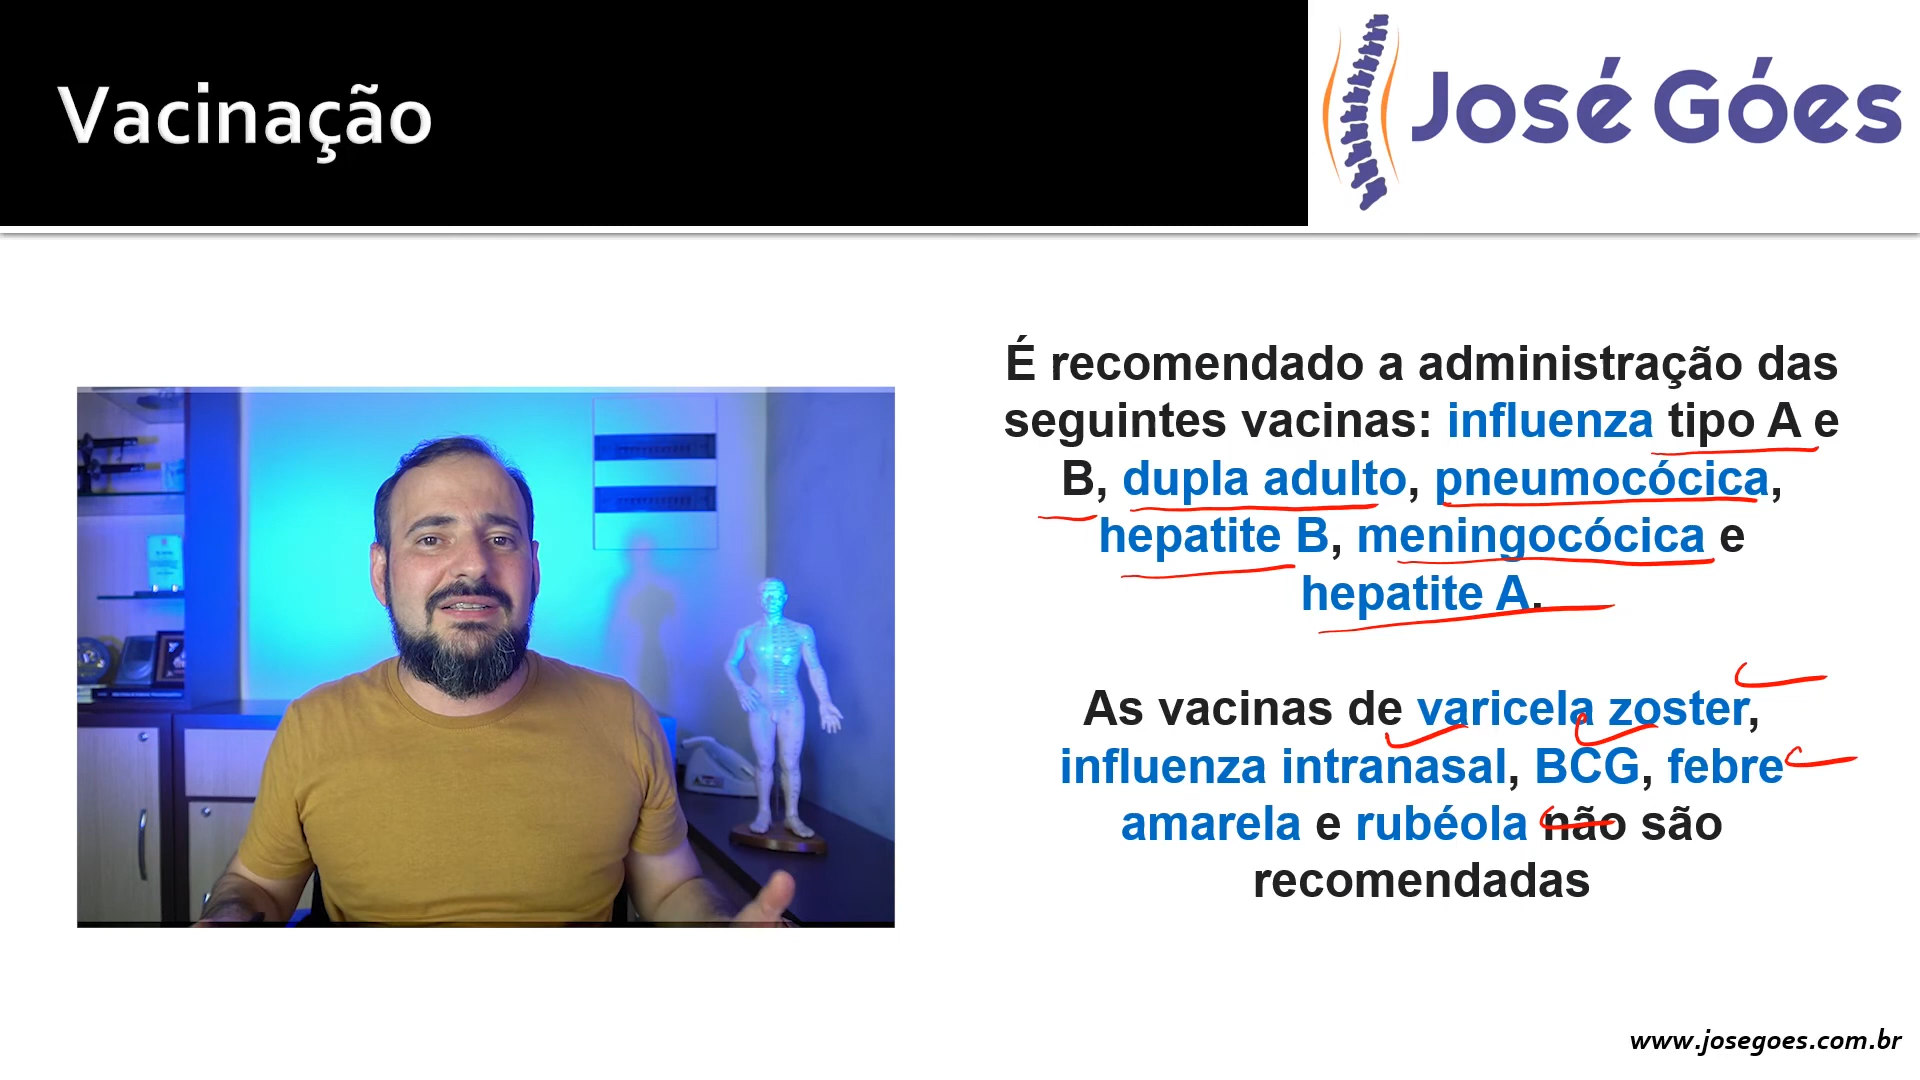 Vacinação
José Góes
É recomendado a administração das
seguintes vacinas: influenza tipo A e
B, dupla adulto, pneumocócica,
hepatite B, meningocócica e
hepatite A.
As vacinas de varicela zoster,
influenza intranasal, BCG, febre
amarela e rubéola não são
recomendadas
www.josegoes.com.br